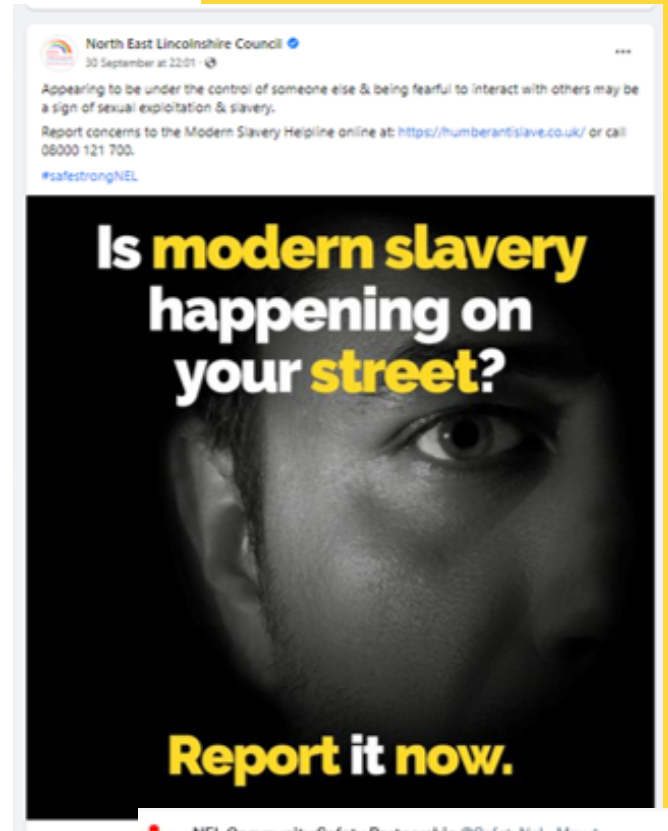 North East Lincolnshire Council
30 September at 22:01 ·
Appearing to be under the control of someone else & being fearful to interact with others may be
a sign of sexual exploitation & slavery.
Report concerns to the Modern Slavery Helpline online at: https://humberantislave.co.uk/ or call
08000 121 700.
#safestrongNEL
Is modern slavery
happening on
your street?
Report it now.